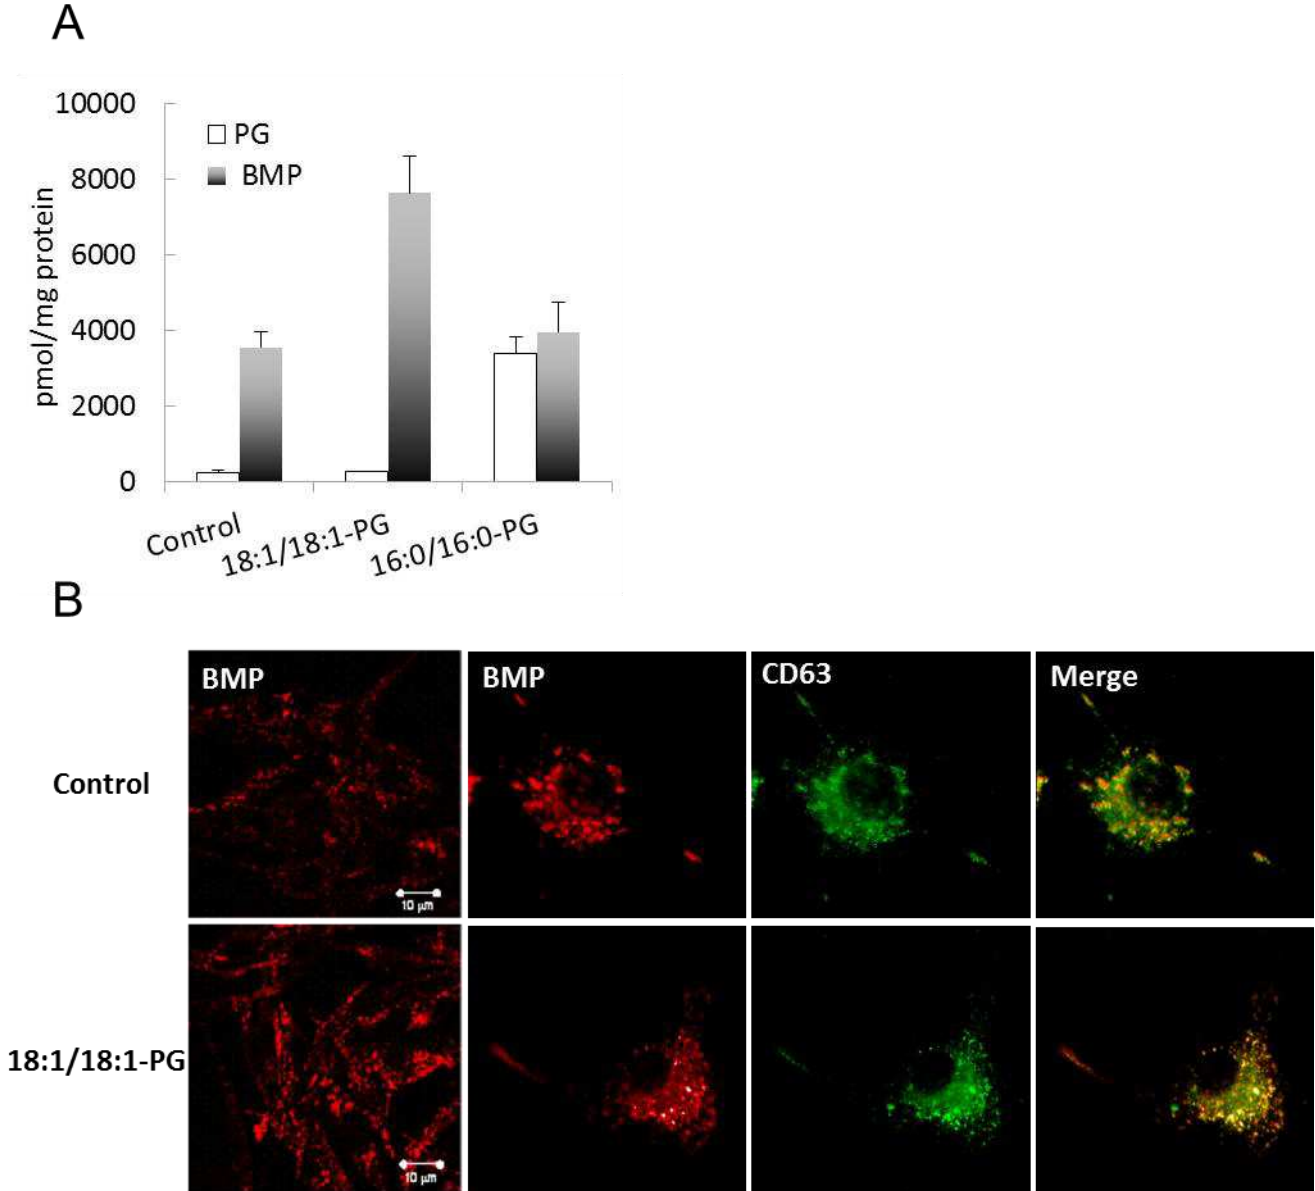 A
10000
8000
6000
4000
2000
0
pmol/mg protein
PG
BMP
Control
18:1/18:1-PG
16:0/16:0-PG
B
BMP
BMP
CD63
Merge
Control
10 μm
18:1/18:1-PG
10 μm